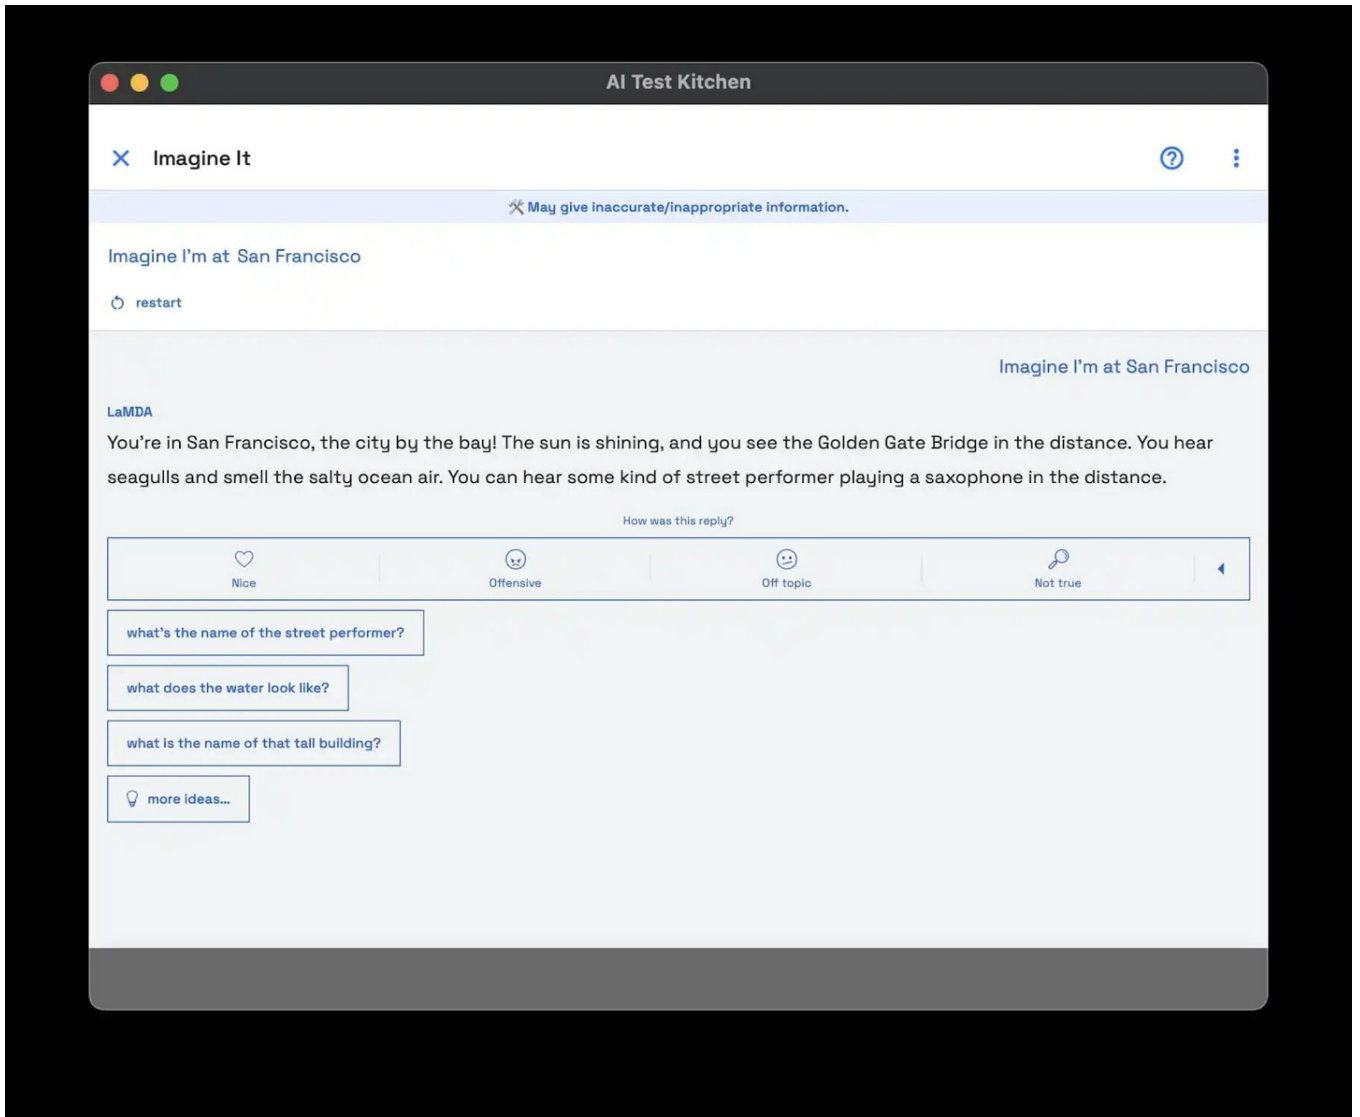 AI Test Kitchen
Imagine It
May give inaccurate/inappropriate information.
Imagine I'm at San Francisco
restart
Imagine I'm at San Francisco
LaMDA
You're in San Francisco, the city by the bay! The sun is shining, and you see the Golden Gate Bridge in the distance. You hear
seagulls and smell the salty ocean air. You can hear some kind of street performer playing a saxophone in the distance.
How was this reply?
Nice
Offensive
Off topic
Not true
what's the name of the street performer?
what does the water look like?
what is the name of that tall building?
more ideas...